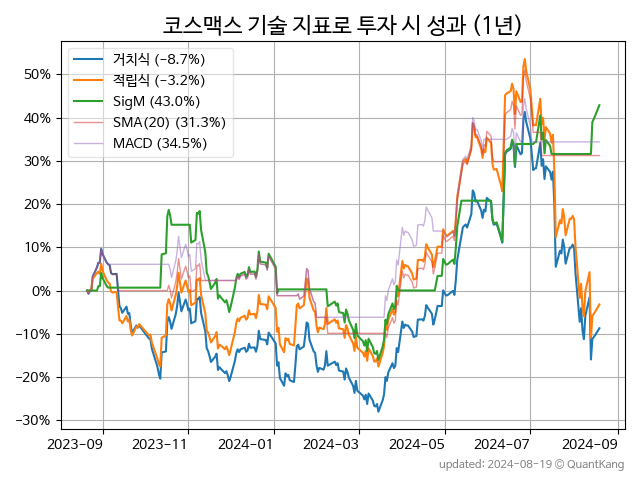 코스맥스 기술 지표로 투자 시 성과 (1년)
거치식 (−8.7%)
적립식 (−3.2%)
SigM (43.0%)
SMA(20) (31.3%)
MACD (34.5%)
50%
40%
30%
20%
10%
0%
−10%
−20%
−30%
2023-09 2023-11 2024-01 2024-03 2024-05 2024-07 2024-09
updated: 2024-08-19 © QuantKang